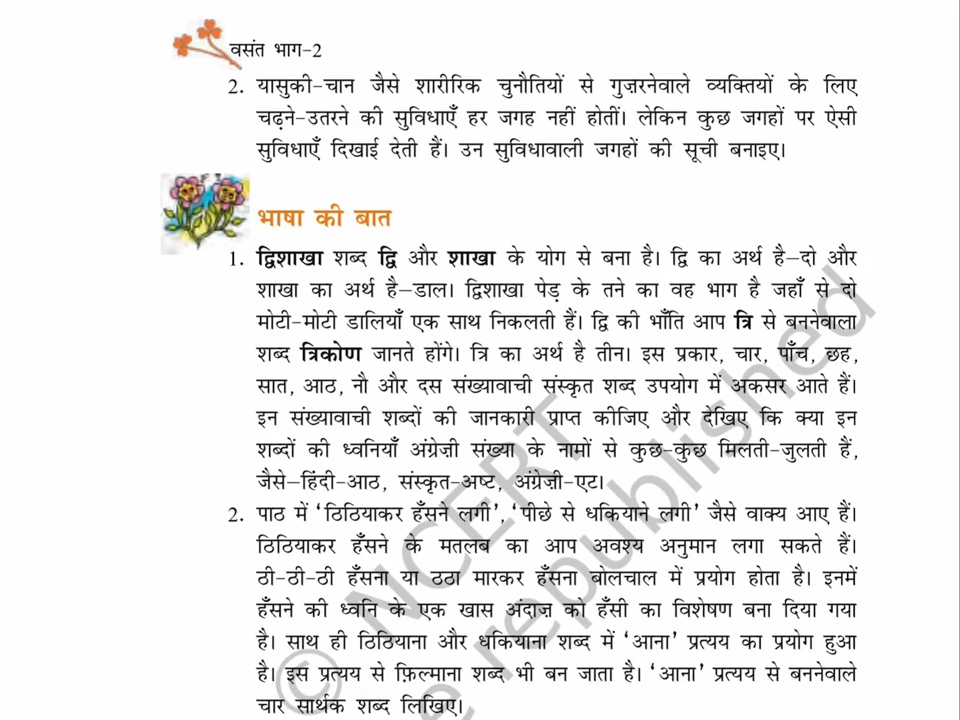 वसंत भाग-2
2. यासुकी-चान जैसे शारीरिक चुनौतियों से गुज़रनेवाले व्यक्तियों के लिए
चढ़ने-उतरने की सुविधाएँ हर जगह नहीं होतीं। लेकिन कुछ जगहों पर ऐसी
सुविधाएँ दिखाई देती हैं। उन सुविधावाली जगहों की सूची बनाइए।
भाषा की बात
1. द्विशाखा शब्द द्वि और शाखा के योग से बना है। द्वि का अर्थ है—दो और
शाखा का अर्थ है—डाल। द्विशाखा पेड़ के तने का वह भाग है जहाँ से दो
मोटी-मोटी डालियाँ एक साथ निकलती हैं। द्वि की भाँति आप त्रि से बननेवाला
शब्द त्रिकोण जानते होंगे। त्रि का अर्थ है तीन। इस प्रकार, चार, पाँच, छह,
सात, आठ, नौ और दस संख्यावाची संस्कृत शब्द उपयोग में अकसर आते हैं।
इन संख्यावाची शब्दों की जानकारी प्राप्त कीजिए और देखिए कि क्या इन
शब्दों की ध्वनियाँ अंग्रेज़ी संख्या के नामों से कुछ-कुछ मिलती-जुलती हैं,
जैसे—हिंदी-आठ, संस्कृत-अष्ट, अंग्रेज़ी-एट।
2. पाठ में ‘ठिठियाकर हँसने लगी’, ‘पीछे से धकियाने लगी’ जैसे वाक्य आए हैं।
ठिठियाकर हँसने के मतलब का आप अवश्य अनुमान लगा सकते हैं।
ठी-ठी-ठी हँसना या ठठा मारकर हँसना बोलचाल में प्रयोग होता है। इनमें
हँसने की ध्वनि के एक खास अंदाज़ को हँसी का विशेषण बना दिया गया
है। साथ ही ठिठियाना और धकियाना शब्द में ‘आना’ प्रत्यय का प्रयोग हुआ
है। इस प्रत्यय से फ़िल्माना शब्द भी बन जाता है। ‘आना’ प्रत्यय से बननेवाले
चार सार्थक शब्द लिखिए।
© NCERT
be republished